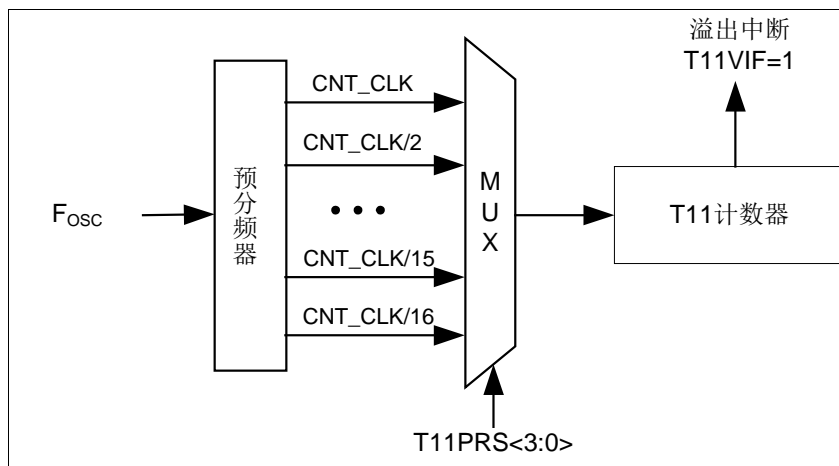 溢出中断
T11VIF=1
CNT_CLK
CNT_CLK/2
预分频器
MUX
FOSC
T11计数器
CNT_CLK/15
CNT_CLK/16
T11PRS<3:0>